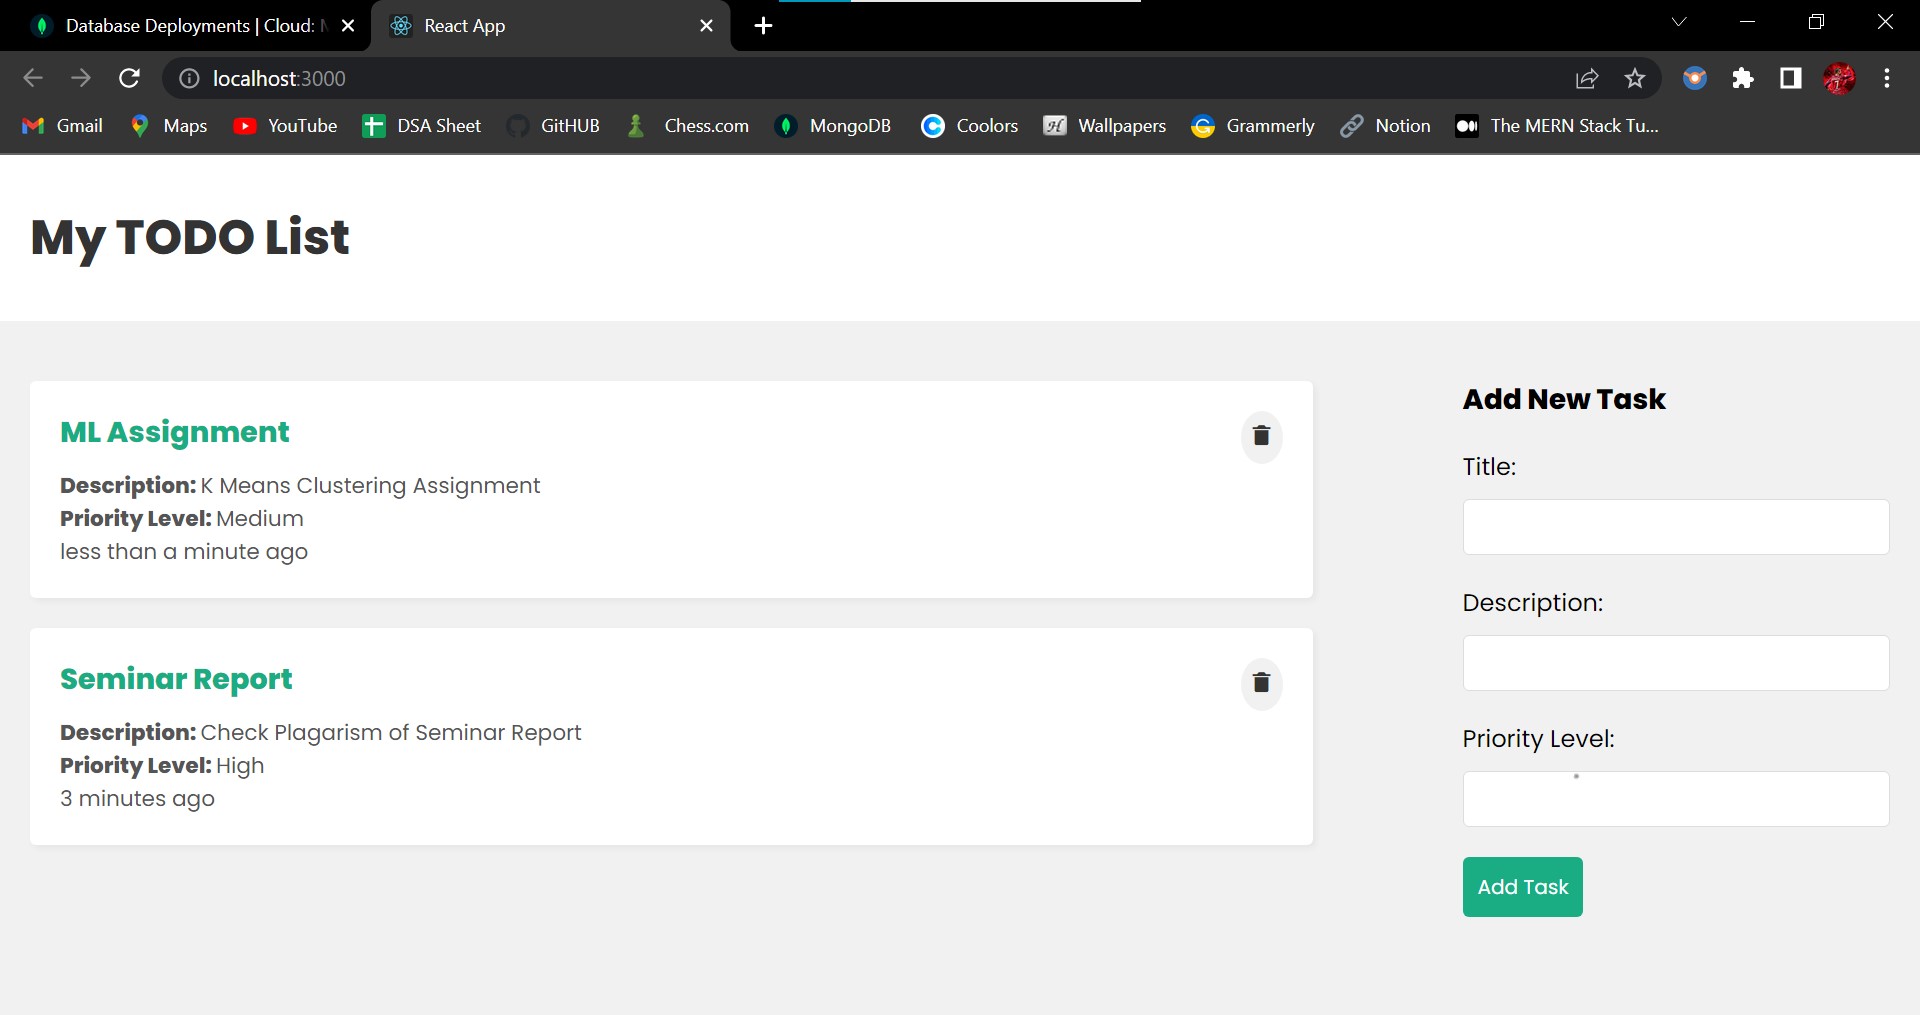 Database Deployments | Cloud:
React App
localhost:3000
Gmail
Maps
YouTube
DSA Sheet
GitHUB
Chess.com
MongoDB
Coolors
Wallpapers
Grammerly
Notion
The MERN Stack Tu...
My TODO List
ML Assignment
Description: K Means Clustering Assignment
Priority Level: Medium
less than a minute ago
Seminar Report
Description: Check Plagarism of Seminar Report
Priority Level: High
3 minutes ago
Add New Task
Title:
Description:
Priority Level:
Add Task